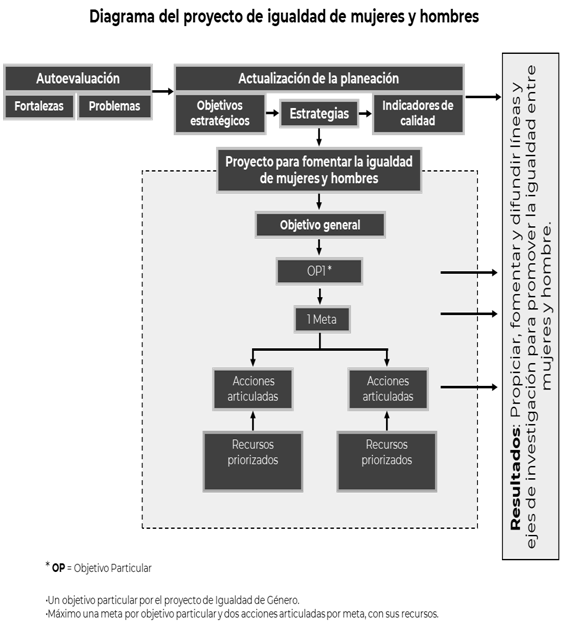 Diagrama del proyecto de igualdad de mujeres y hombres
Autoevaluación
Fortalezas
Problemas
Actualización de la planeación
Objetivos
estratégicos
Estrategias
Indicadores de
calidad
Proyecto para fomentar la igualdad
de mujeres y hombres
Objetivo general
OP1 *
1 Meta
Acciones
articuladas
Acciones
articuladas
Recursos
priorizados
Recursos
priorizados
Resultados: Propiciar, fomentar y difundir líneas y
ejes de investigación para promover la igualdad entre
mujeres y hombre.
* OP = Objetivo Particular
·Un objetivo particular por el proyecto de Igualdad de Género.
·Máximo una meta por objetivo particular y dos acciones articuladas por meta, con sus recursos.